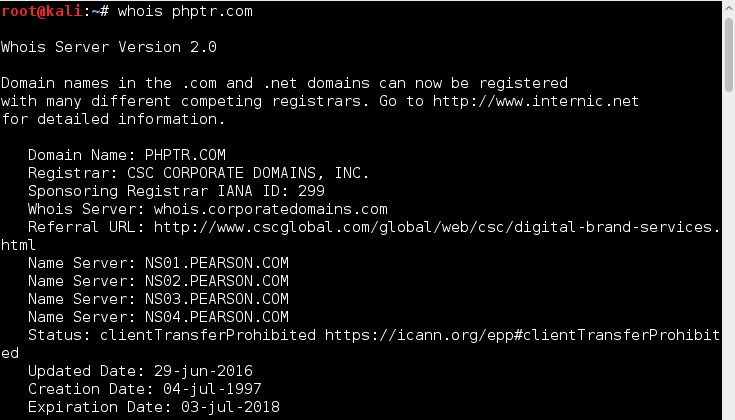 root@kali:~# whois phptr.com
Whois Server Version 2.0
Domain names in the .com and .net domains can now be registered
with many different competing registrars. Go to http://www.internic.net
for detailed information.
Domain Name: PHPTR.COM
Registrar: CSC CORPORATE DOMAINS, INC.
Sponsoring Registrar IANA ID: 299
Whois Server: whois.corporatedomains.com
Referral URL: http://www.cscglobal.com/global/web/csc/digital-brand-services.
html
Name Server: NS01.PEARSON.COM
Name Server: NS02.PEARSON.COM
Name Server: NS03.PEARSON.COM
Name Server: NS04.PEARSON.COM
Status: clientTransferProhibited https://icann.org/epp#clientTransferProhibit
ed
Updated Date: 29-jun-2016
Creation Date: 04-jul-1997
Expiration Date: 03-jul-2018